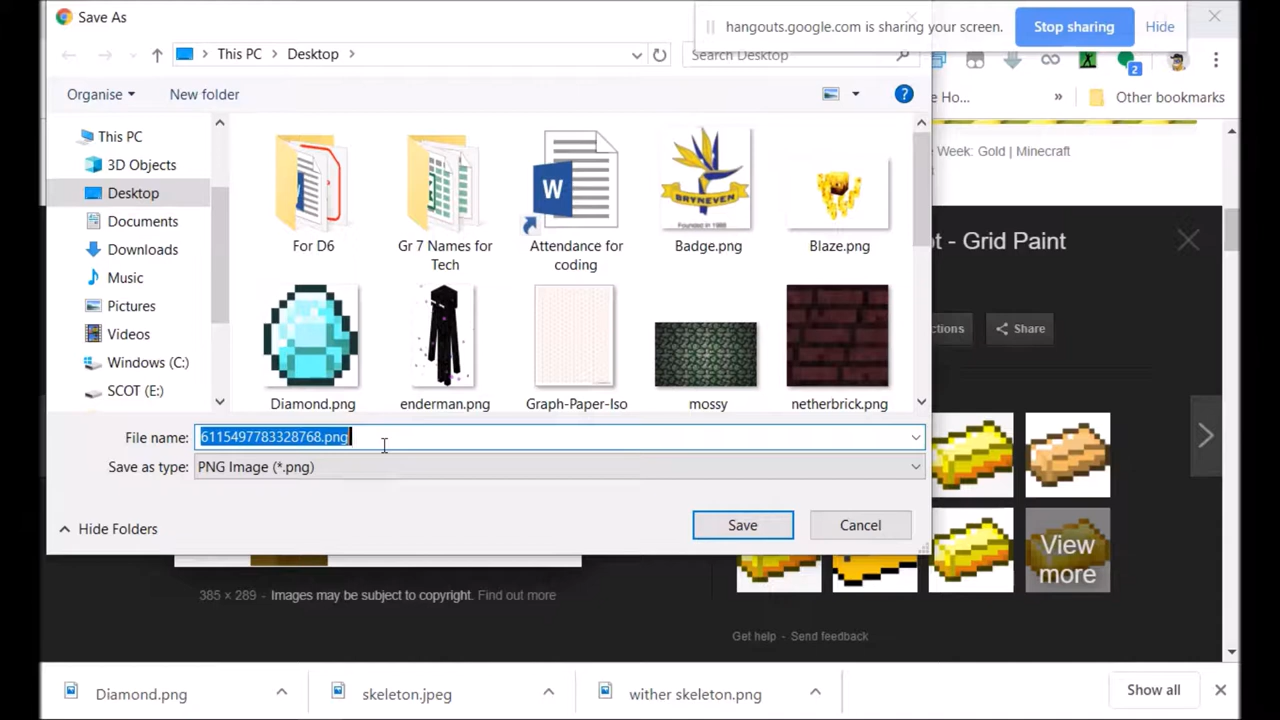 Save As
hangouts.google.com is sharing your screen.
Stop sharing
Hide
This PC
Desktop
Search Desktop
2
Organise
New folder
e Ho...
»
Other bookmarks
This PC
3D Objects
Desktop
Documents
Downloads
Music
Pictures
Videos
Windows (C:)
SCOT (E:)
For D6
Gr 7 Names for
Tech
Attendance for
coding
BRYNEVEN
Badge.png
Blaze.png
Diamond.png
enderman.png
Graph-Paper-Iso
mossy
netherbrick.png
Week: Gold | Minecraft
ot - Grid Paint
ctions
Share
File name:
6115497783328768.png
Save as type:
PNG Image (*.png)
Hide Folders
Save
Cancel
View
more
385 × 289 - Images may be subject to copyright. Find out more
Get help - Send feedback
Diamond.png
skeleton.jpeg
wither skeleton.png
Show all